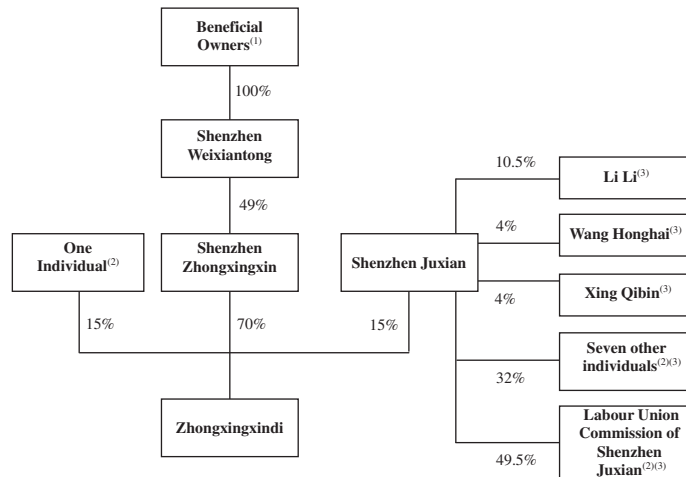 Beneficial
Owners(1)
100%
Shenzhen
Weixiantong
49%
One
Individual(2)
Shenzhen
Zhongxingxin
Shenzhen Juxian
15%
70%
15%
Zhongxingxindi
10.5%
Li Li(3)
4%
Wang Honghai(3)
4%
Xing Qibin(3)
32%
Seven other
individuals(2)(3)
49.5%
Labour Union
Commission of
Shenzhen
Juxian(2)(3)